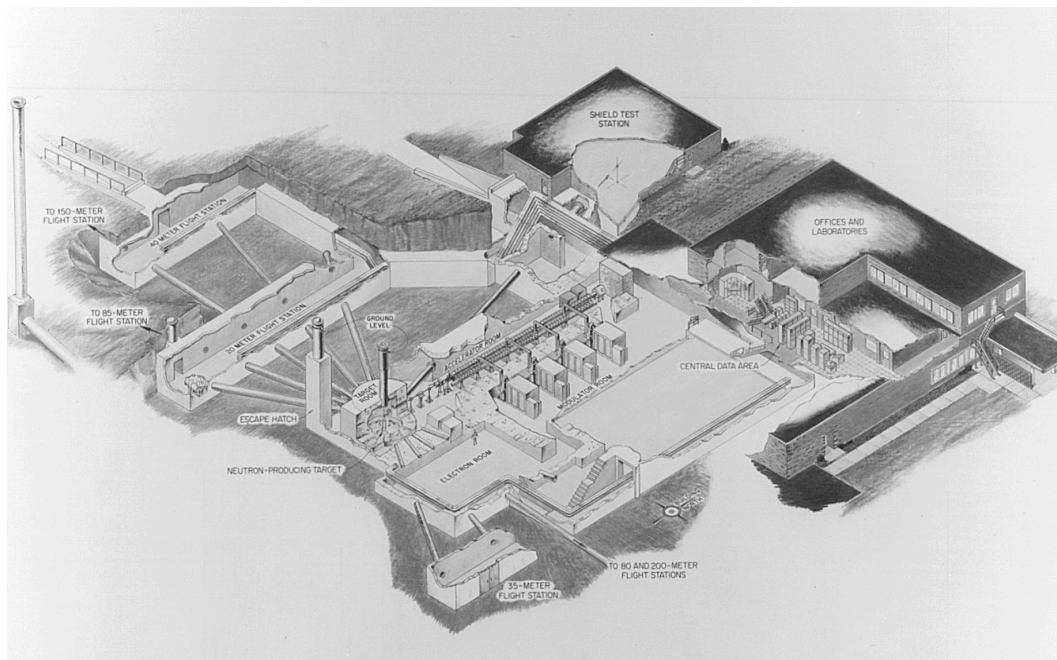 SHIELD TEST
STATION
OFFICES AND
LABORATORIES
TO 150-METER
FLIGHT STATION
40 METER FLIGHT STATION
TO 85-METER
FLIGHT STATION
20 METER FLIGHT STATION
GROUND
LEVEL
ACCELERATOR ROOM
CENTRAL DATA AREA
TARGET
ROOM
MODULATOR ROOM
ESCAPE HATCH
NEUTRON-PRODUCING TARGET
ELECTRON ROOM
TO 80 AND 200-METER
FLIGHT STATIONS
35-METER
FLIGHT STATION